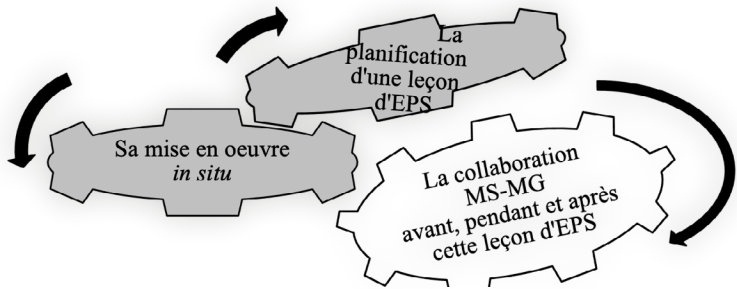 La
planification
d'une leçon
d'EPS
Sa mise en oeuvre
in situ
La collaboration
MS-MG
avant, pendant et après
cette leçon d'EPS